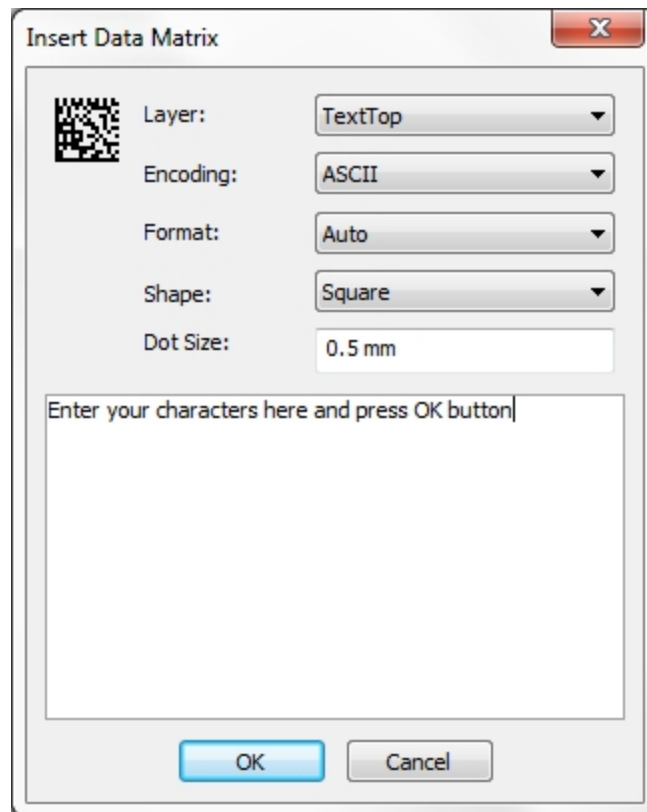 Insert Data Matrix
Layer: TextTop
Encoding: ASCII
Format: Auto
Shape: Square
Dot Size: 0.5 mm
Enter your characters here and press OK button
OK Cancel